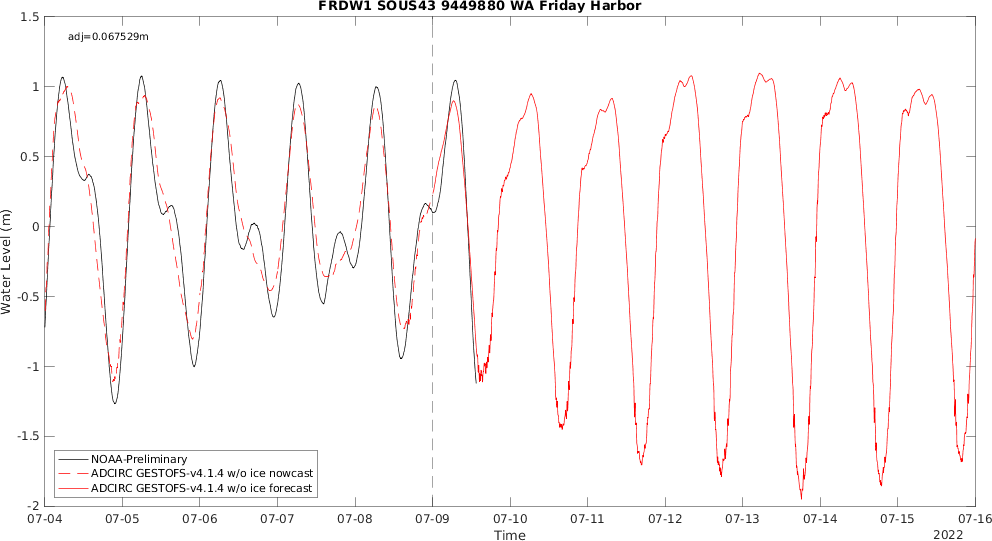 FRDW1 SOUS43 9449880 WA Friday Harbor
adj=0.067529m
Water Level (m)
1.5
1
0.5
0
-0.5
-1
-1.5
-2
NOAA-Preliminary
ADCIRC GESTOFS-v4.1.4 w/o ice nowcast
ADCIRC GESTOFS-v4.1.4 w/o ice forecast
07-04 07-05 07-06 07-07 07-08 07-09 07-10 07-11 07-12 07-13 07-14 07-15 07-16
Time
2022